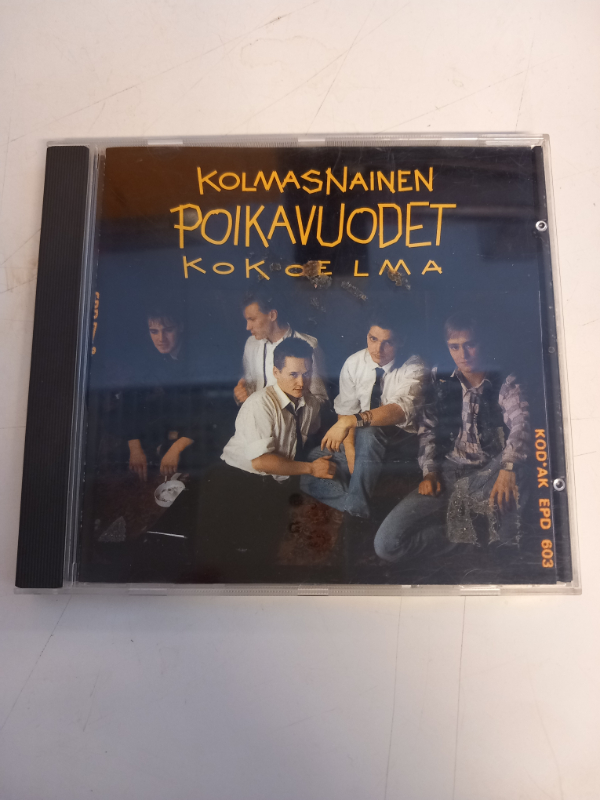 KOLMASNAINEN
POIKAVUODET
KOKOELMA
KOD*AK EPD 603